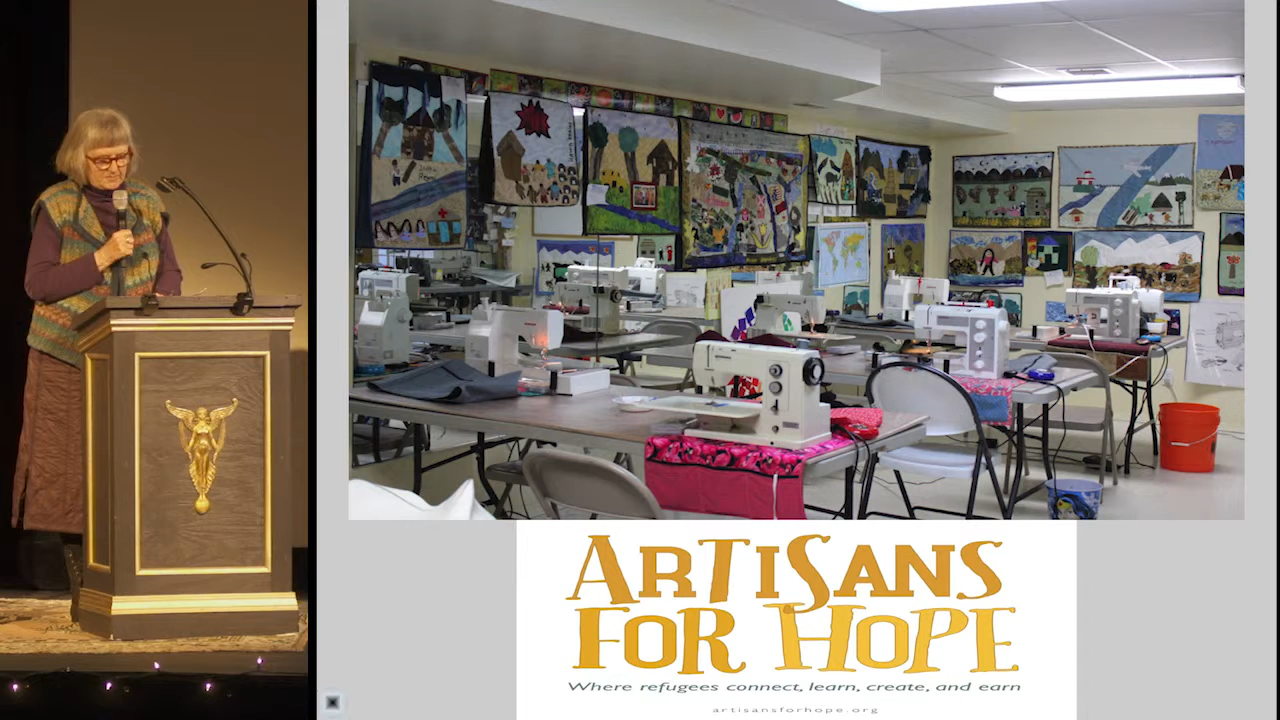 ARTISANS
FOR HOPE
Where refugees connect, learn, create, and earn
artisansforhope.org